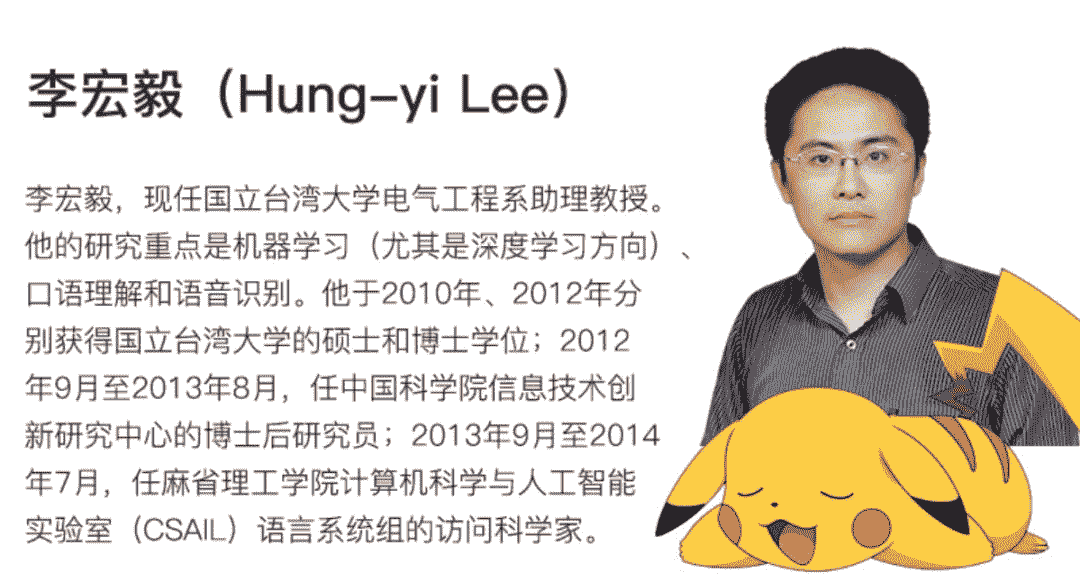 李宏毅（Hung-yi Lee）
李宏毅，现任国立台湾大学电气工程系助理教授。
他的研究重点是机器学习（尤其是深度学习方向）、
口语理解和语音识别。他于2010年、2012年分
别获得国立台湾大学的硕士和博士学位；2012
年9月至2013年8月，任中国科学院信息技术创
新研究中心的博士后研究员；2013年9月至2014
年7月，任麻省理工学院计算机科学与人工智能
实验室（CSAIL）语言系统组的访问科学家。